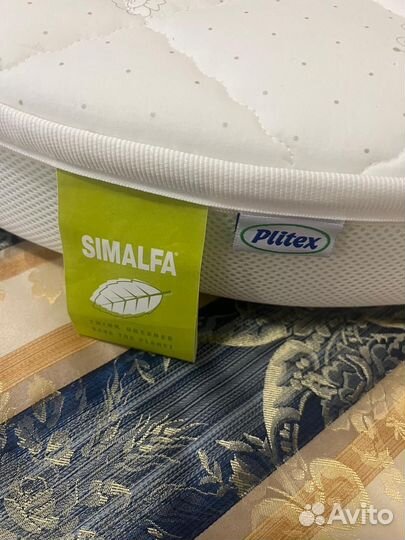 SIMALFA®
THINK GREENER
SAVE THE PLANET
Plitex
Avito